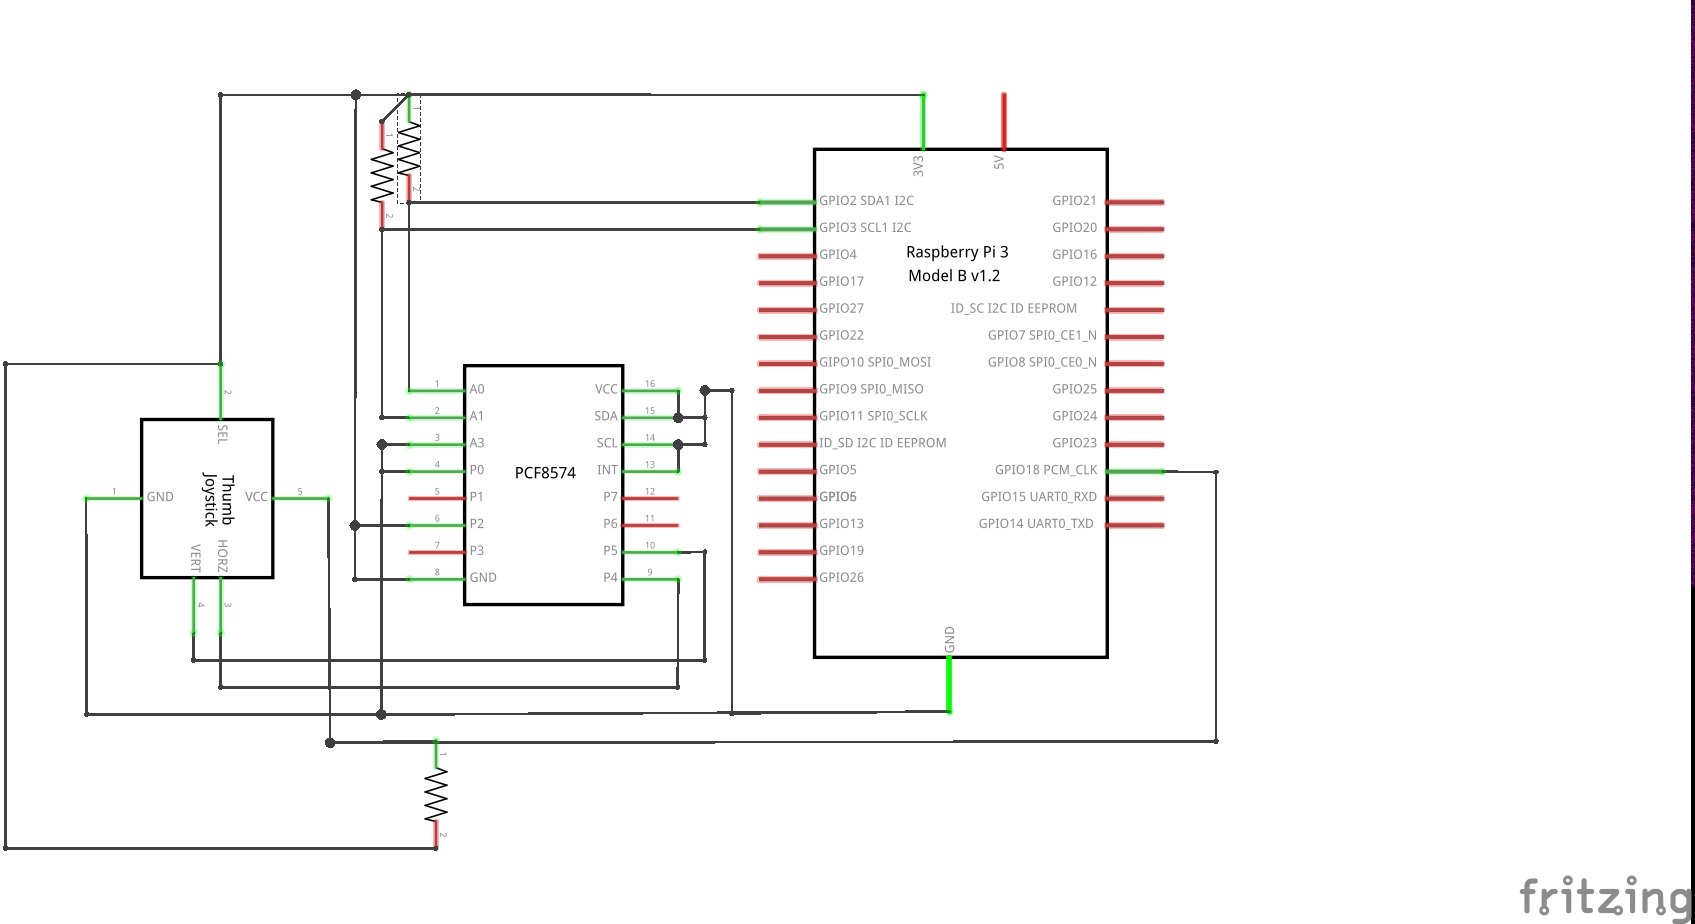 1
1
2
2
3V3
5V
GPIO2 SDA1 I2C
GPIO3 SCL1 I2C
GPIO4
GPIO17
GPIO27
GPIO22
GIPO10 SPI0_MOSI
GPIO9 SPI0_MISO
GPIO11 SPI0_SCLK
ID_SD I2C ID EEPROM
GPIO5
GPIO6
GPIO13
GPIO19
GPIO26
Raspberry Pi 3
Model B v1.2
GPIO21
GPIO20
GPIO16
GPIO12
ID_SC I2C ID EEPROM
GPIO7 SPI0_CE1_N
GPIO8 SPI0_CE0_N
GPIO25
GPIO24
GPIO23
GPIO18 PCM_CLK
GPIO15 UART0_RXD
GPIO14 UART0_TXD
GND
1 A0
2 A1
3 A3
4 P0
5 P1
6 P2
7 P3
8 GND
PCF8574
VCC 16
SDA 15
SCL 14
INT 13
P7 12
P6 11
P5 10
P4 9
2
SEL
1 GND
Thumb
Joystick
VCC 5
VERT
HORZ
4
3
1
2
fritzing